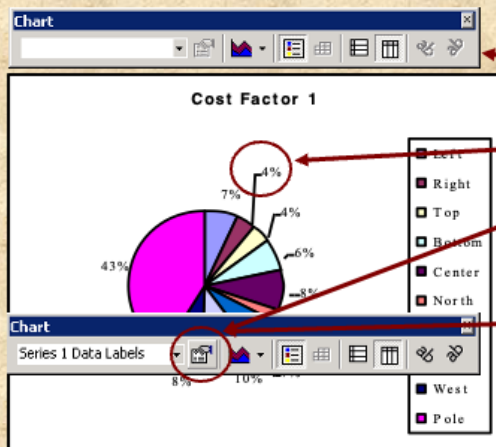 Chart
Cost Factor 1
4%
7%
4%
6%
8%
43%
Left
Right
Top
Bottom
Center
North
Chart
Series 1 Data Labels
8%
10%
West
Pole